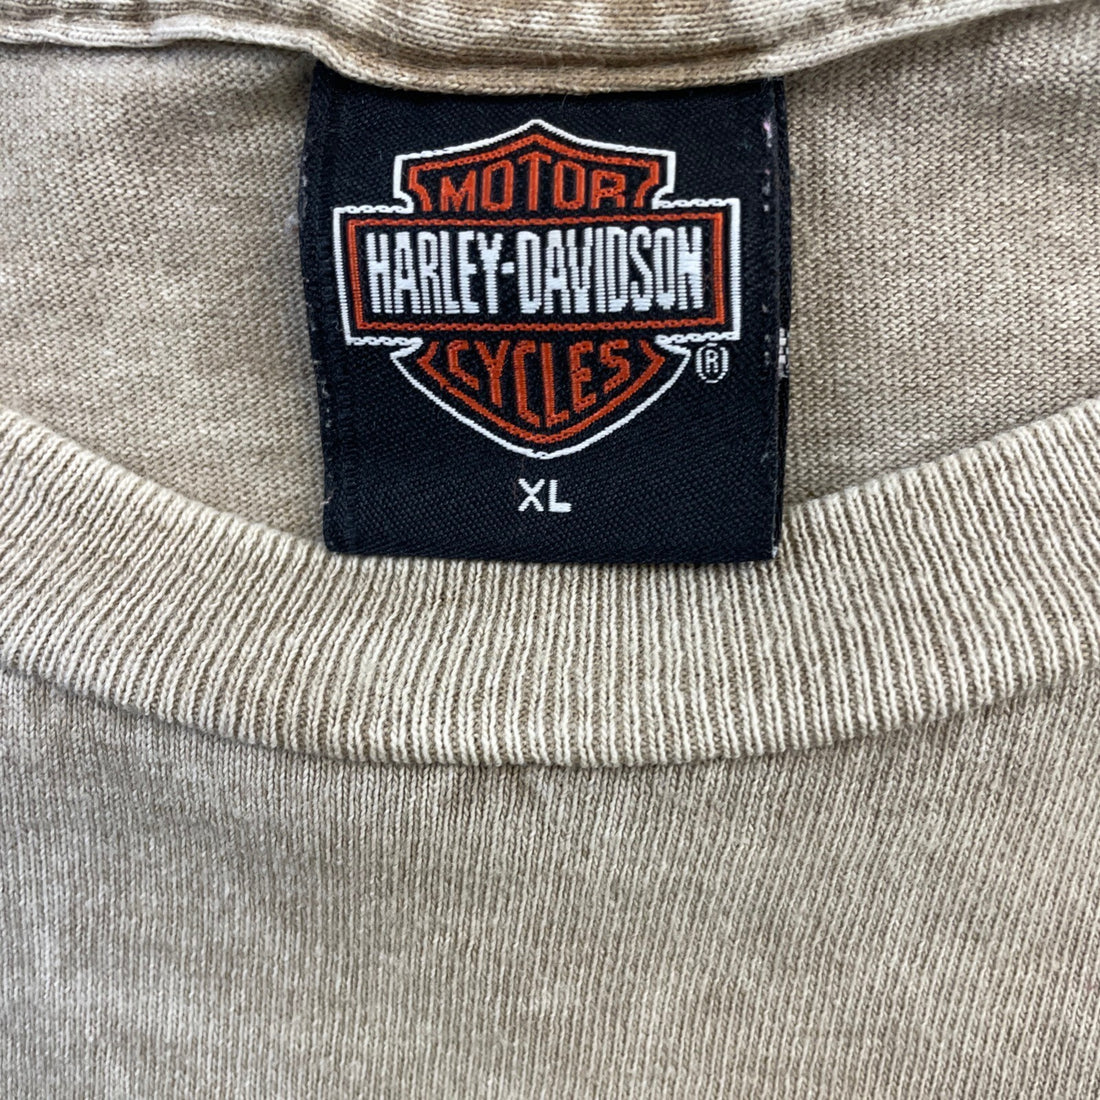 MOTOR
HARLEY-DAVIDSON
CYCLES
®
XL